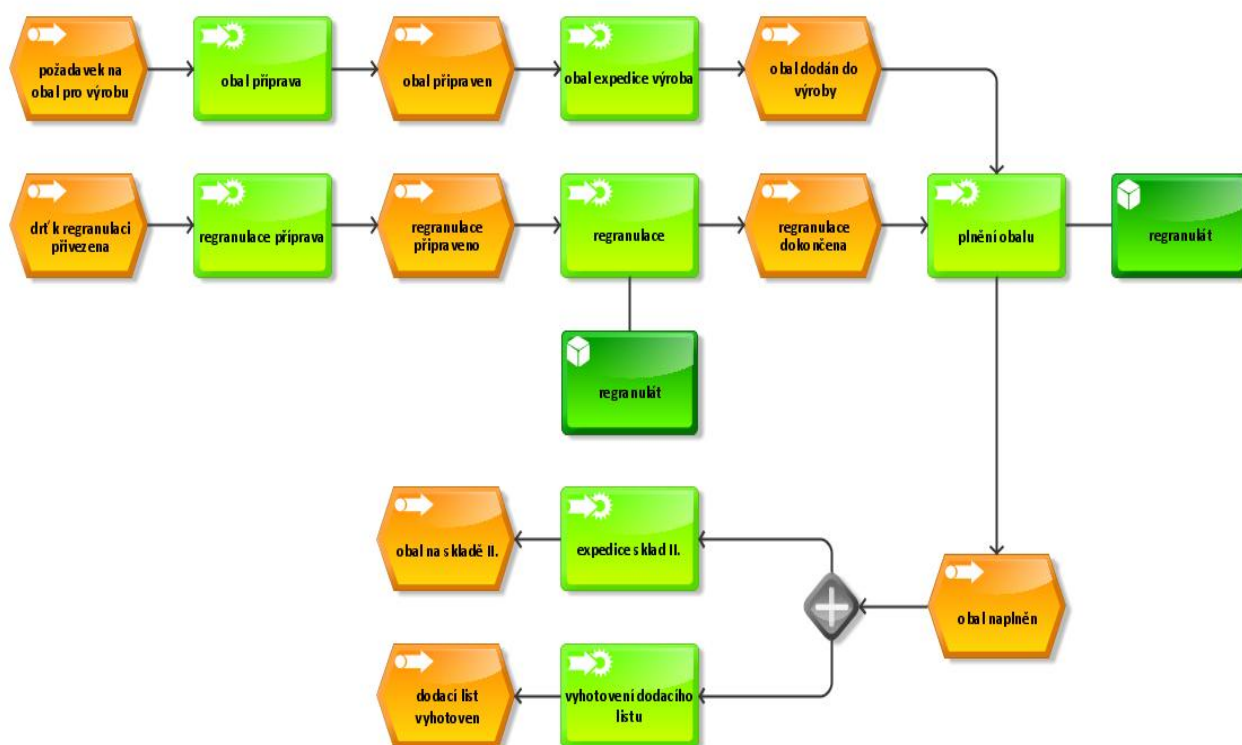 požadavek na
obal pro výrobu
obal příprava
obal připraven
obal expedice výroba
obal dodán do
výroby
drť k regranulaci
přivezena
regranulace příprava
regranulace
připraveno
regranulace
regranulace
dokončena
plnění obalu
regranulát
regranulát
obal na skladě II.
expedice sklad II.
obal naplněn
dodací list
vyhotoven
vyhotovení dodacího
listu